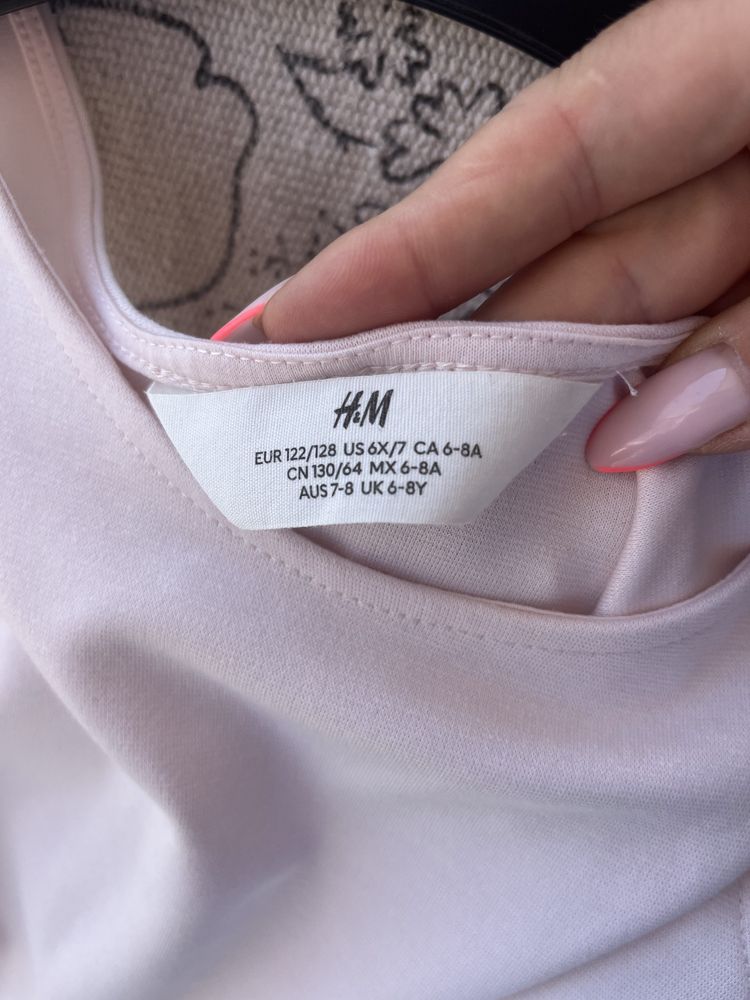 H&M
EUR 122/128 US 6X/7 CA 6-8A
CN 130/64 MX 6-8A
AUS 7-8 UK 6-8Y